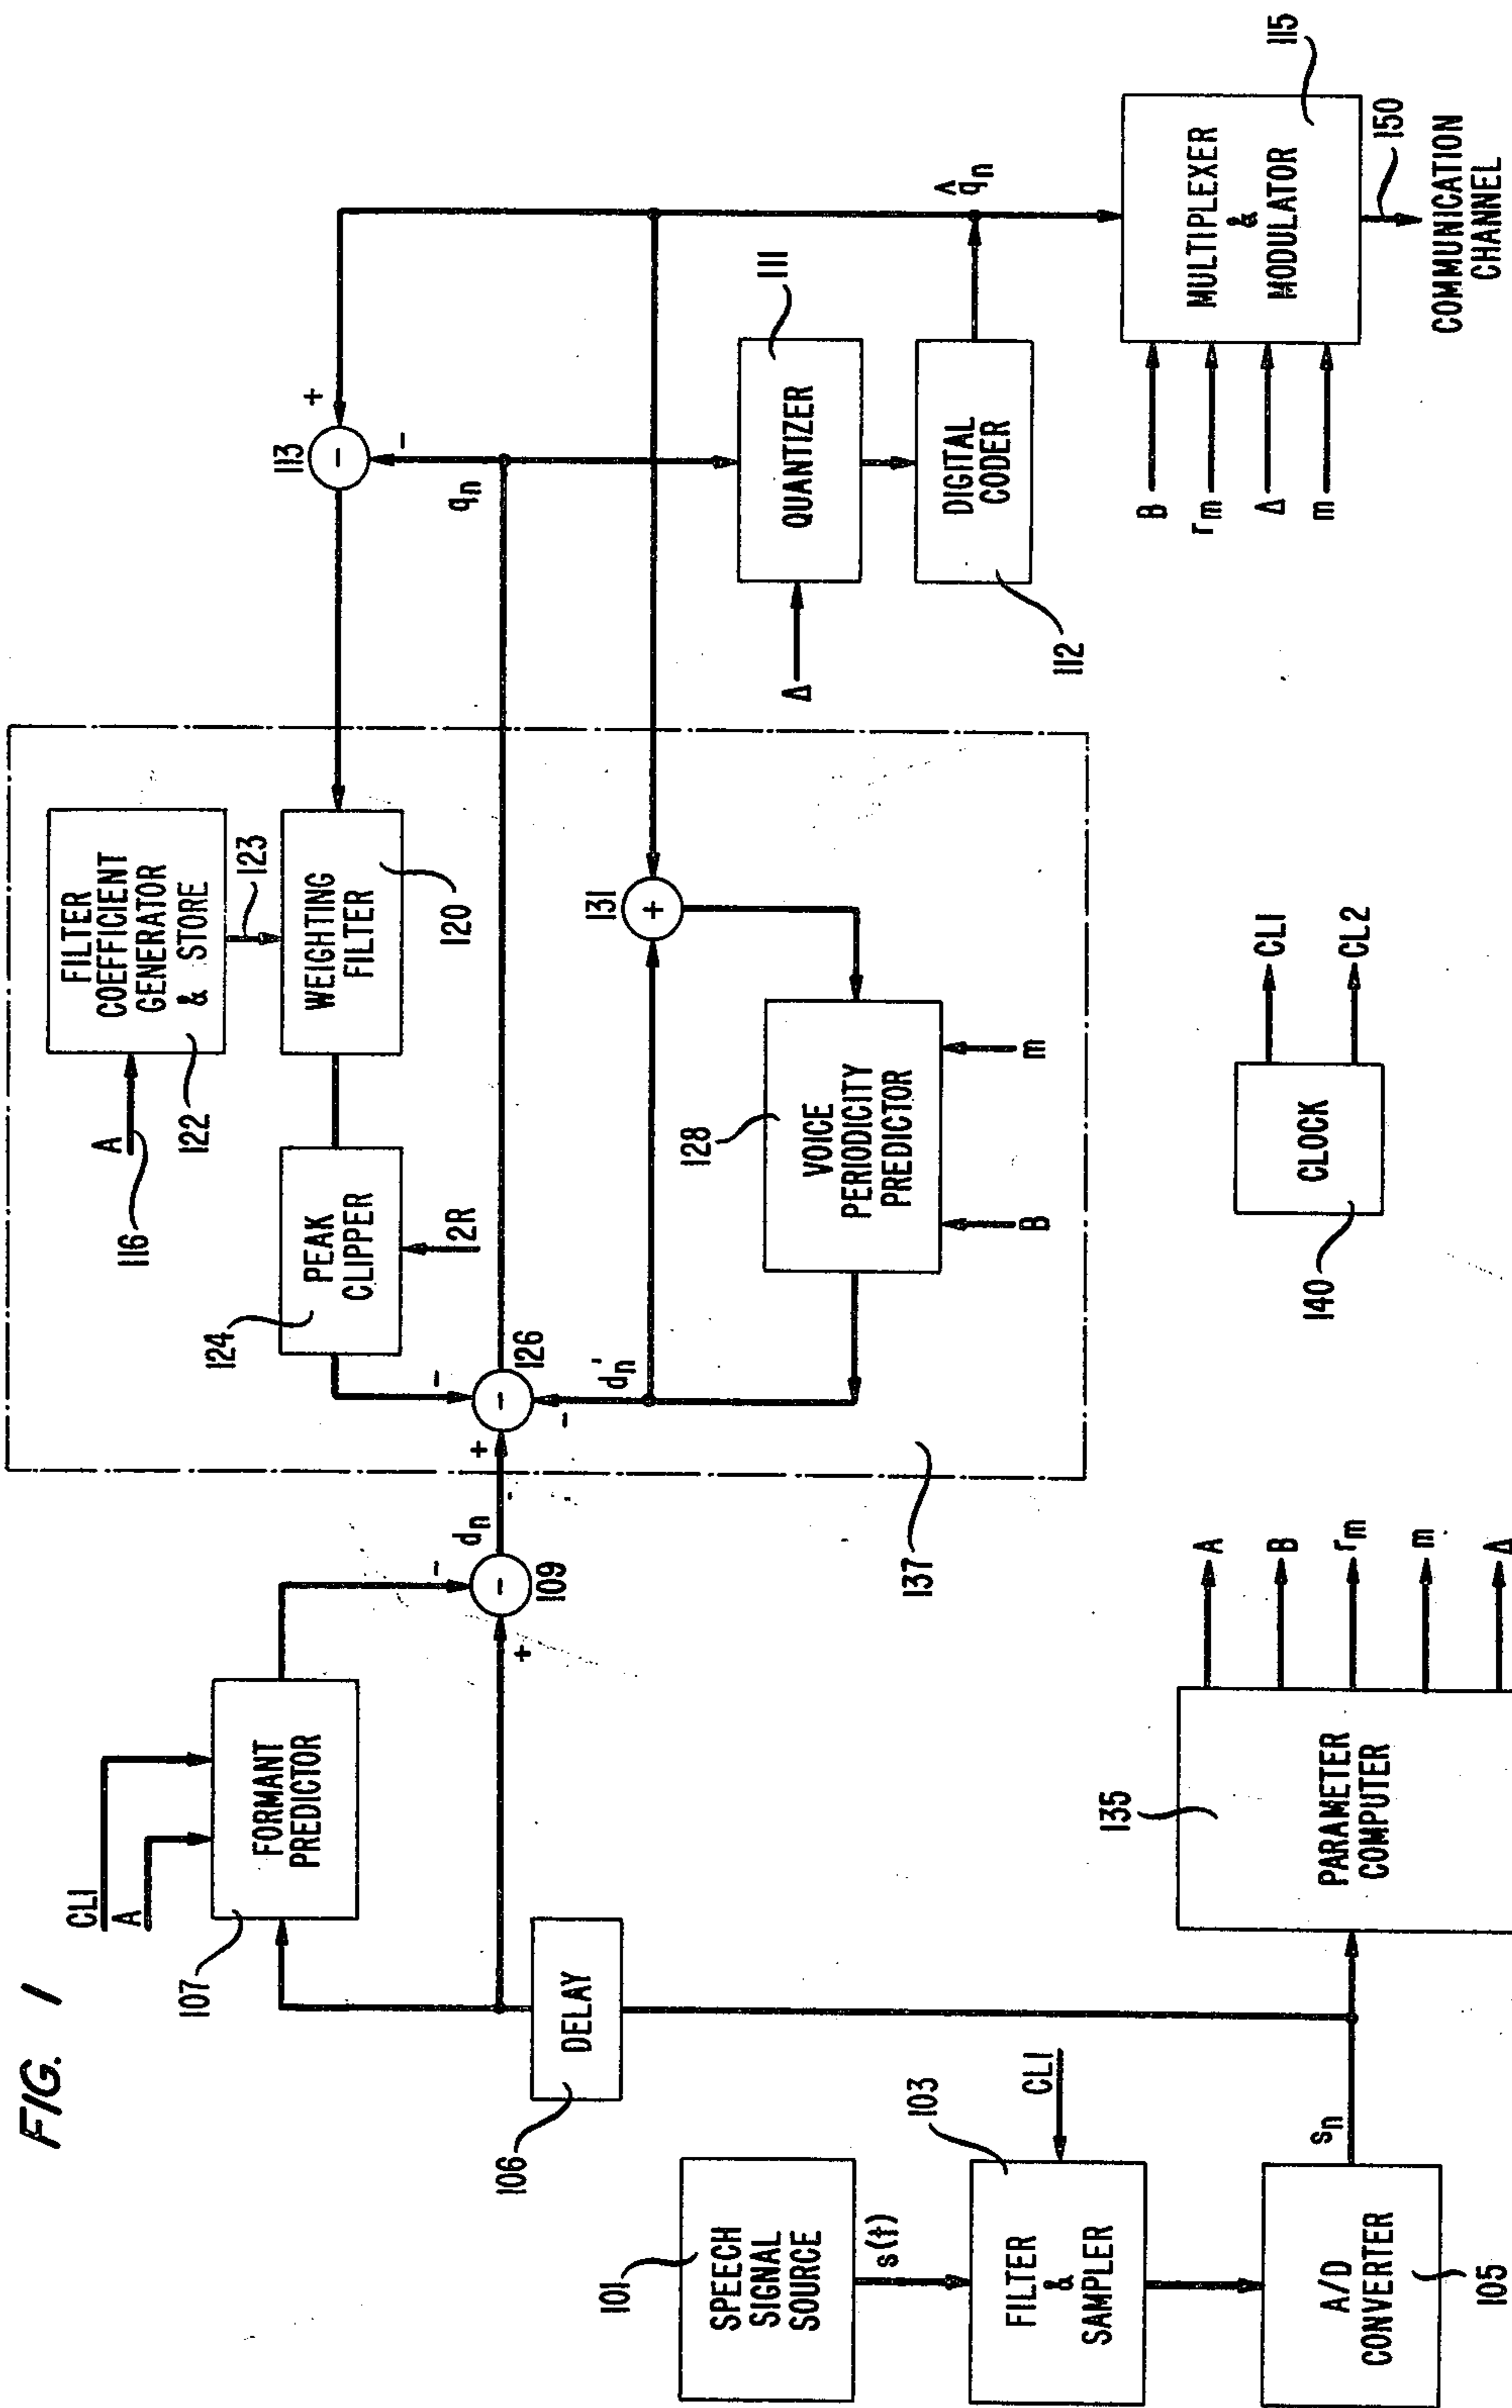 FIG. 1
CL1
A
107
FORMANT
PREDICTOR
106
DELAY
109
dn
+
-
-
101
SPEECH
SIGNAL
SOURCE
s(t)
103
FILTER
&
SAMPLER
CL1
A/D
CONVERTER
105
sn
135
PARAMETER
COMPUTER
A
B
rm
m
Δ
137
A
116
122
FILTER
COEFFICIENT
GENERATOR
& STORE
123
WEIGHTING
FILTER
120
124
PEAK
CLIPPER
2R
126
+
-
-
-
dn'
128
VOICE
PERIODICITY
PREDICTOR
B
m
131
+
140
CLOCK
CL1
CL2
113
+
-
-
qn
Δ
QUANTIZER
111
DIGITAL
CODER
112
q̂n
B
rm
Δ
m
MULTIPLEXER
&
MODULATOR
115
150
COMMUNICATION
CHANNEL